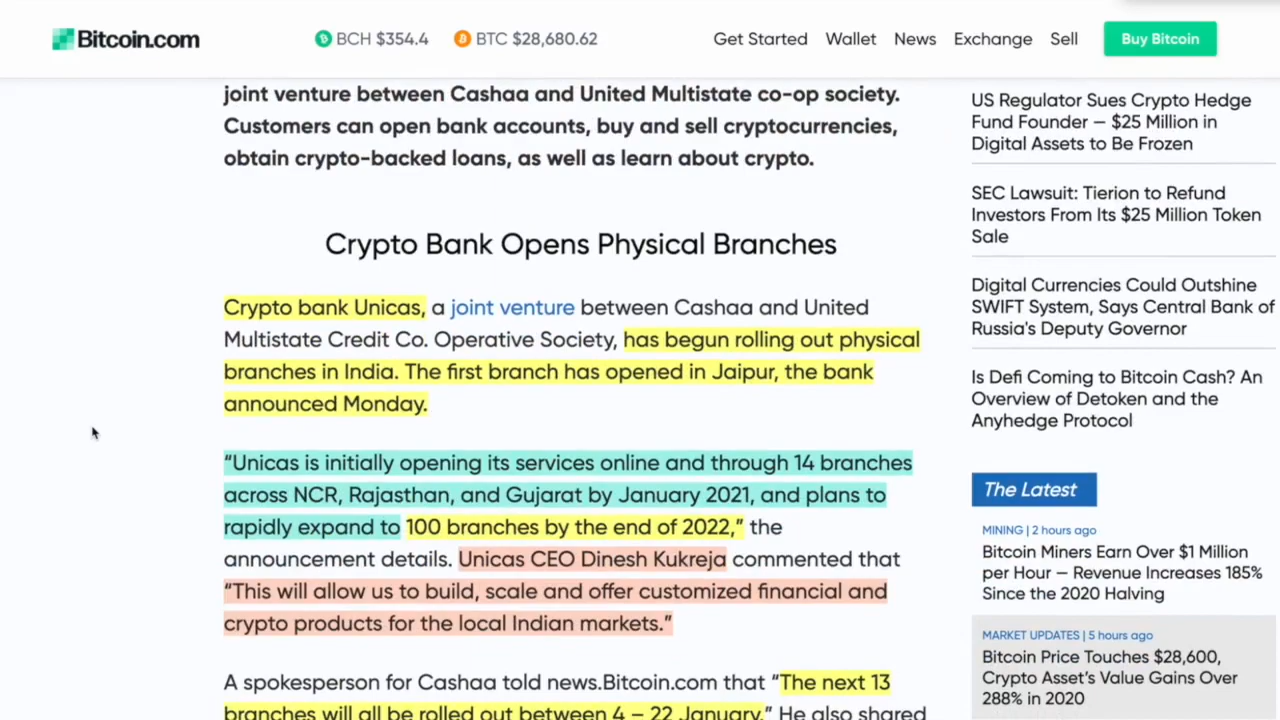 Bitcoin.com
BCH $354.4
BTC $28,680.62
Get Started
Wallet
News
Exchange
Sell
Buy Bitcoin
joint venture between Cashaa and United Multistate co-op society.
Customers can open bank accounts, buy and sell cryptocurrencies,
obtain crypto-backed loans, as well as learn about crypto.
Crypto Bank Opens Physical Branches
Crypto bank Unicas, a joint venture between Cashaa and United
Multistate Credit Co. Operative Society, has begun rolling out physical
branches in India. The first branch has opened in Jaipur, the bank
announced Monday.
“Unicas is initially opening its services online and through 14 branches
across NCR, Rajasthan, and Gujarat by January 2021, and plans to
rapidly expand to 100 branches by the end of 2022,” the
announcement details. Unicas CEO Dinesh Kukreja commented that
“This will allow us to build, scale and offer customized financial and
crypto products for the local Indian markets.”
A spokesperson for Cashaa told news.Bitcoin.com that “The next 13
branches will all be rolled out between 4 – 22 January.” He also shared
US Regulator Sues Crypto Hedge
Fund Founder — $25 Million in
Digital Assets to Be Frozen
SEC Lawsuit: Tierion to Refund
Investors From Its $25 Million Token
Sale
Digital Currencies Could Outshine
SWIFT System, Says Central Bank of
Russia's Deputy Governor
Is Defi Coming to Bitcoin Cash? An
Overview of Detoken and the
Anyhedge Protocol
The Latest
MINING | 2 hours ago
Bitcoin Miners Earn Over $1 Million
per Hour — Revenue Increases 185%
Since the 2020 Halving
MARKET UPDATES | 5 hours ago
Bitcoin Price Touches $28,600,
Crypto Asset's Value Gains Over
288% in 2020